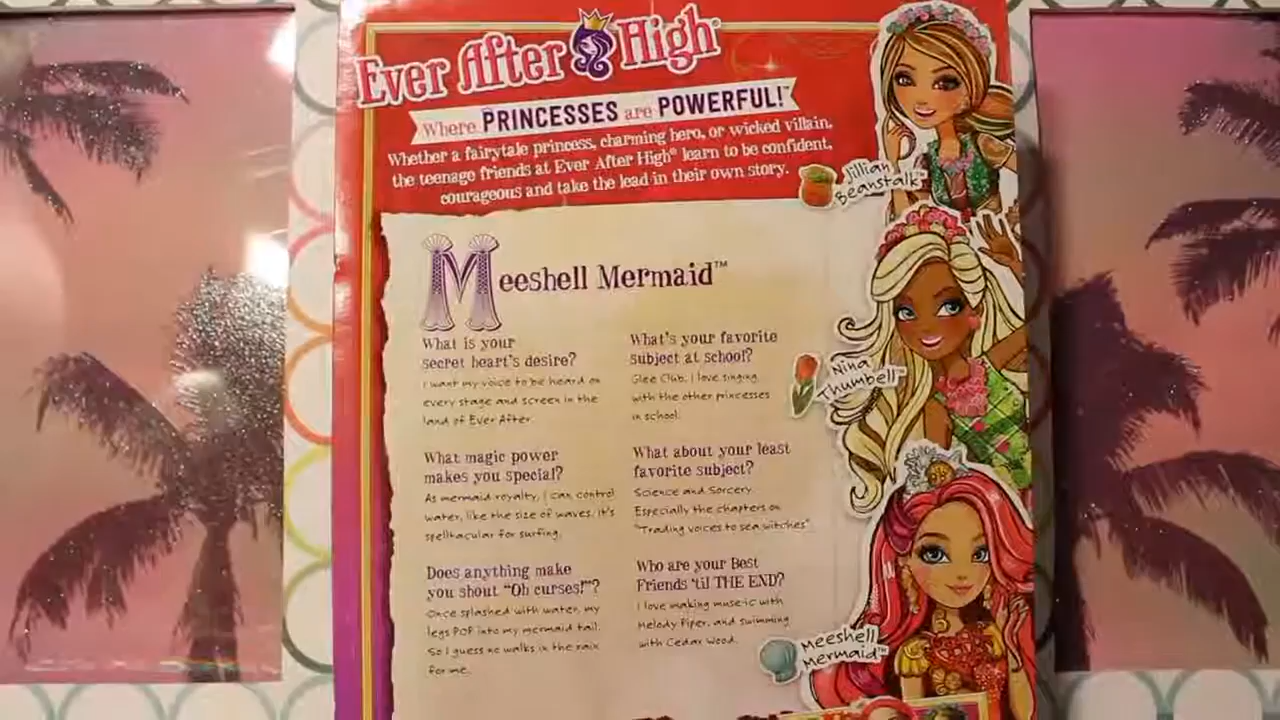 Ever After High®
Where PRINCESSES are POWERFUL!™
Whether a fairytale princess, charming hero, or wicked villain,
the teenage friends at Ever After High® learn to be confident,
courageous and take the lead in their own story.
Jillian
Beanstalk™
Meeshell Mermaid™
What is your
secret heart's desire?
I want my voice to be heard on
every stage and screen in the
land of Ever After.
What magic power
makes you special?
As mermaid royalty, I can control
water, like the size of waves. It's
spelltacular for surfing.
Does anything make
you shout "Oh curses!"?
Once splashed with water, my
legs POP into my mermaid tail.
So I guess no walks in the rain
for me.
What's your favorite
subject at school?
Glee Club. I love singing
with the other princesses
in school.
What about your least
favorite subject?
Science and Sorcery.
Especially the chapters on
"Trading voices to sea witches"
Who are your Best
Friends 'til THE END?
I love making muse-ic with
Melody Piper, and swimming
with Cedar Wood.
Nina
Thumbell™
Meeshell
Mermaid™